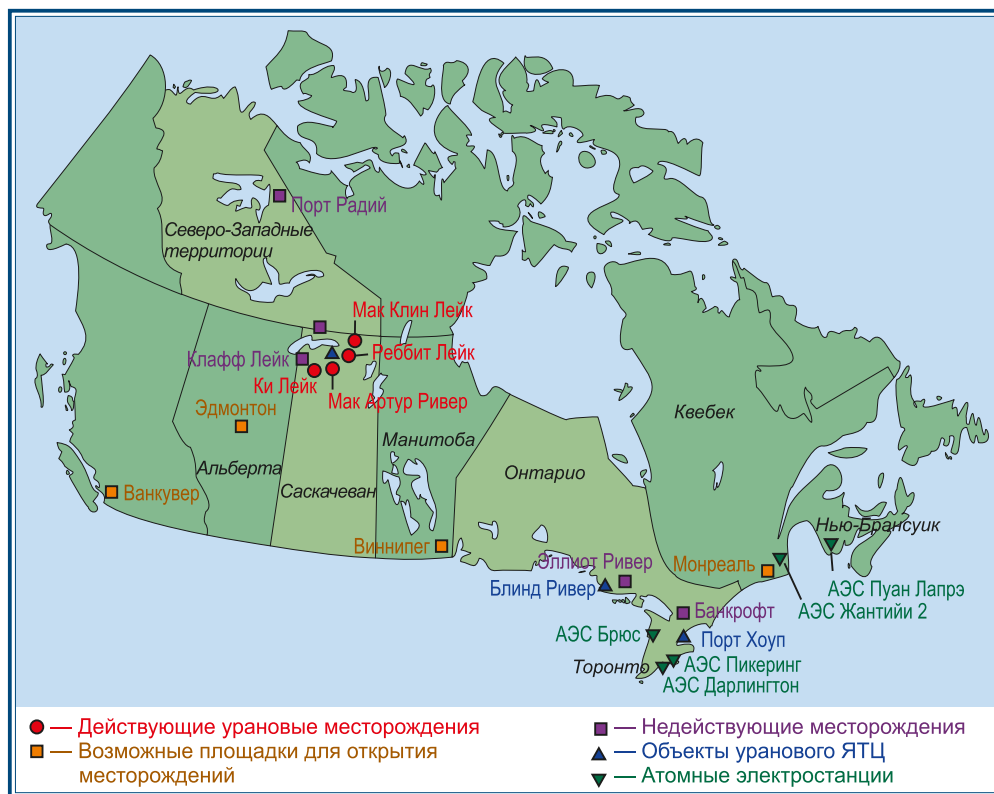 Порт Радий
Северо-Западные
территории
Мак Клин Лейк
Реббит Лейк
Клафф Лейк
Ки Лейк
Мак Артур Ривер
Эдмонтон
Квебек
Манитоба
Альберта
Онтарио
Саскачеван
Ванкувер
Нью-Брансуик
Виннипег
Эллиот Ривер
Монреаль
Блинд Ривер
АЭС Пуан Лапрэ
АЭС Жантийи 2
Банкрофт
АЭС Брюс
Порт Хоуп
Торонто
АЭС Пикеринг
АЭС Дарлингтон
— Действующие урановые месторождения
— Возможные площадки для открытия
месторождений
— Недействующие месторождения
— Объекты уранового ЯТЦ
— Атомные электростанции